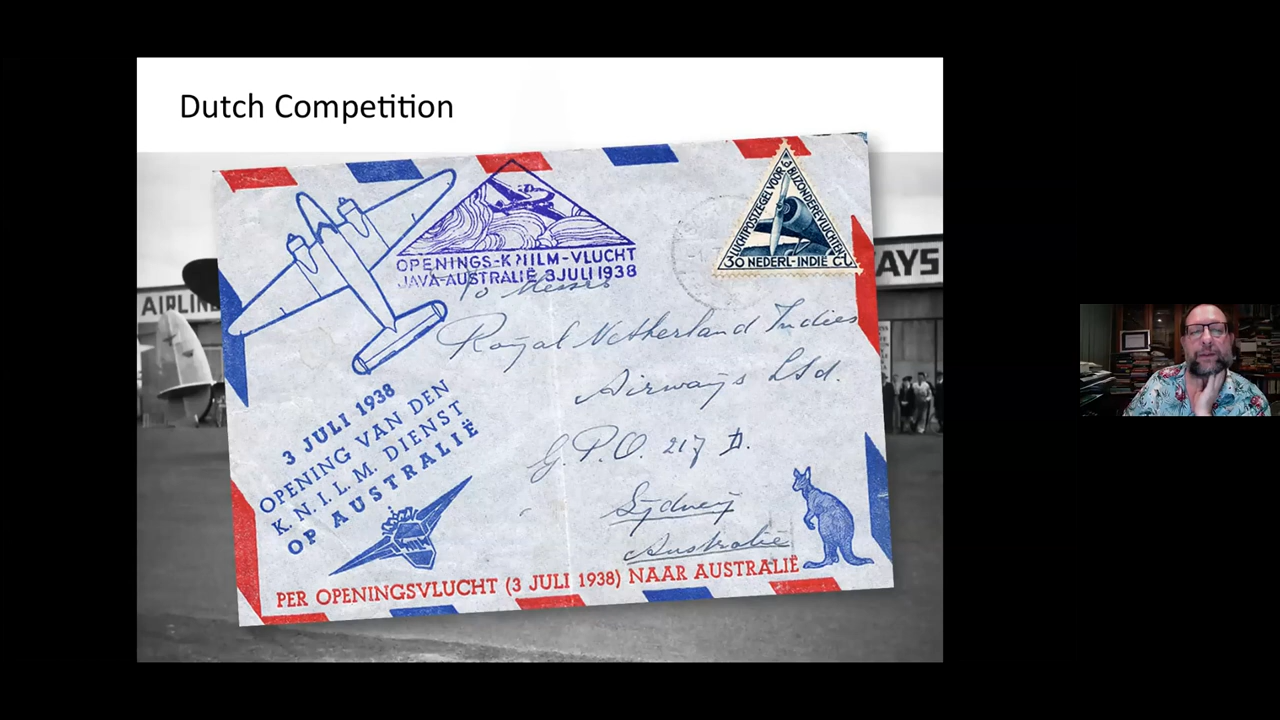 Dutch Competition
OPENINGS-KNILM-VLUCHT
JAVA-AUSTRALIË 3 JULI 1938
LUCHTPOSTZEGEL VOOR BIJZONDERE VLUCHTEN
30 NEDERL-INDIE CT
To Messrs
Royal Netherland Indies
Airways Ltd.
G.P.O. 217 D.
Sydney
Australië
3 JULI 1938
OPENING VAN DEN
K.N.I.L.M. DIENST
OP AUSTRALIË
PER OPENINGSVLUCHT (3 JULI 1938) NAAR AUSTRALIË
AIRLINE
AYS